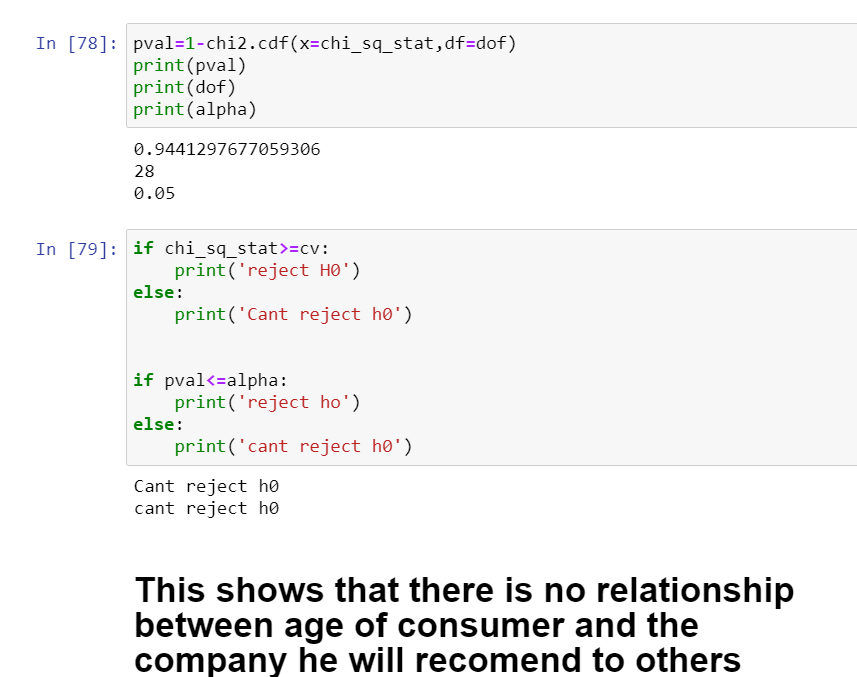 In [78]: pval=1-chi2.cdf(x=chi_sq_stat,df=dof)
print(pval)
print(dof)
print(alpha)
0.9441297677059306
28
0.05
In [79]: if chi_sq_stat>=cv:
    print('reject H0')
else:
    print('Cant reject h0')
if pval<=alpha:
    print('reject ho')
else:
    print('cant reject h0')
Cant reject h0
cant reject h0
This shows that there is no relationship
between age of consumer and the
company he will recomend to others